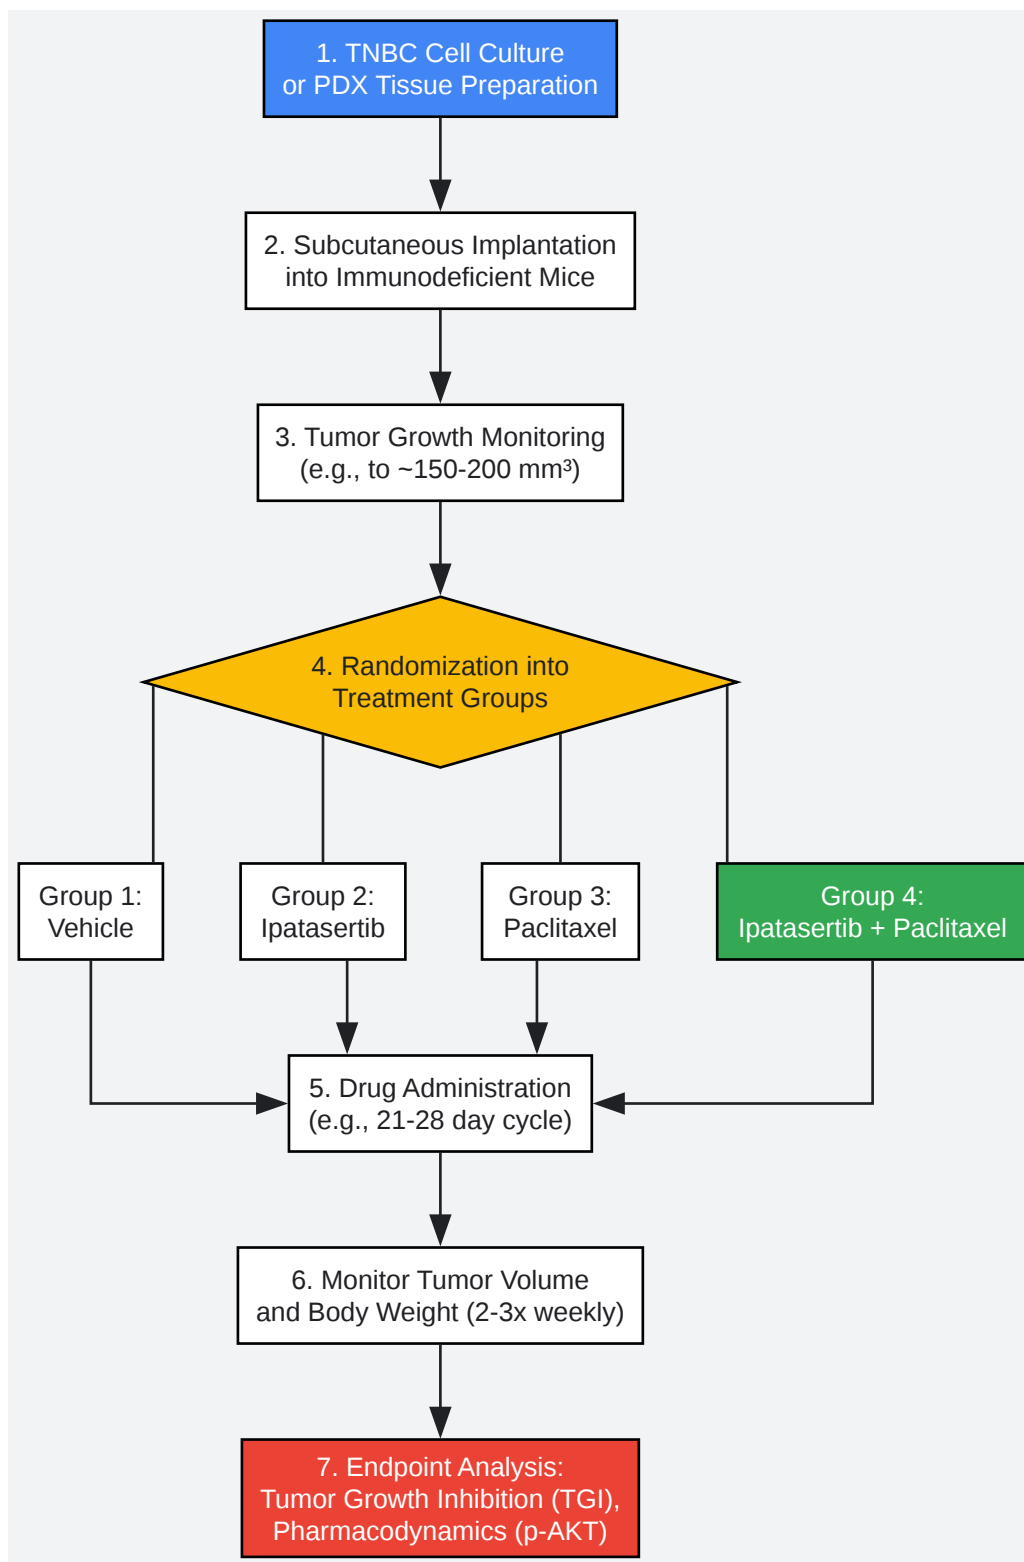 1. TNBC Cell Culture
or PDX Tissue Preparation
2. Subcutaneous Implantation
into Immunodeficient Mice
3. Tumor Growth Monitoring
(e.g., to ~150-200 mm³)
4. Randomization into
Treatment Groups
Group 1:
Vehicle
Group 2:
Ipatasertib
Group 3:
Paclitaxel
Group 4:
Ipatasertib + Paclitaxel
5. Drug Administration
(e.g., 21-28 day cycle)
6. Monitor Tumor Volume
and Body Weight (2-3x weekly)
7. Endpoint Analysis:
Tumor Growth Inhibition (TGI),
Pharmacodynamics (p-AKT)